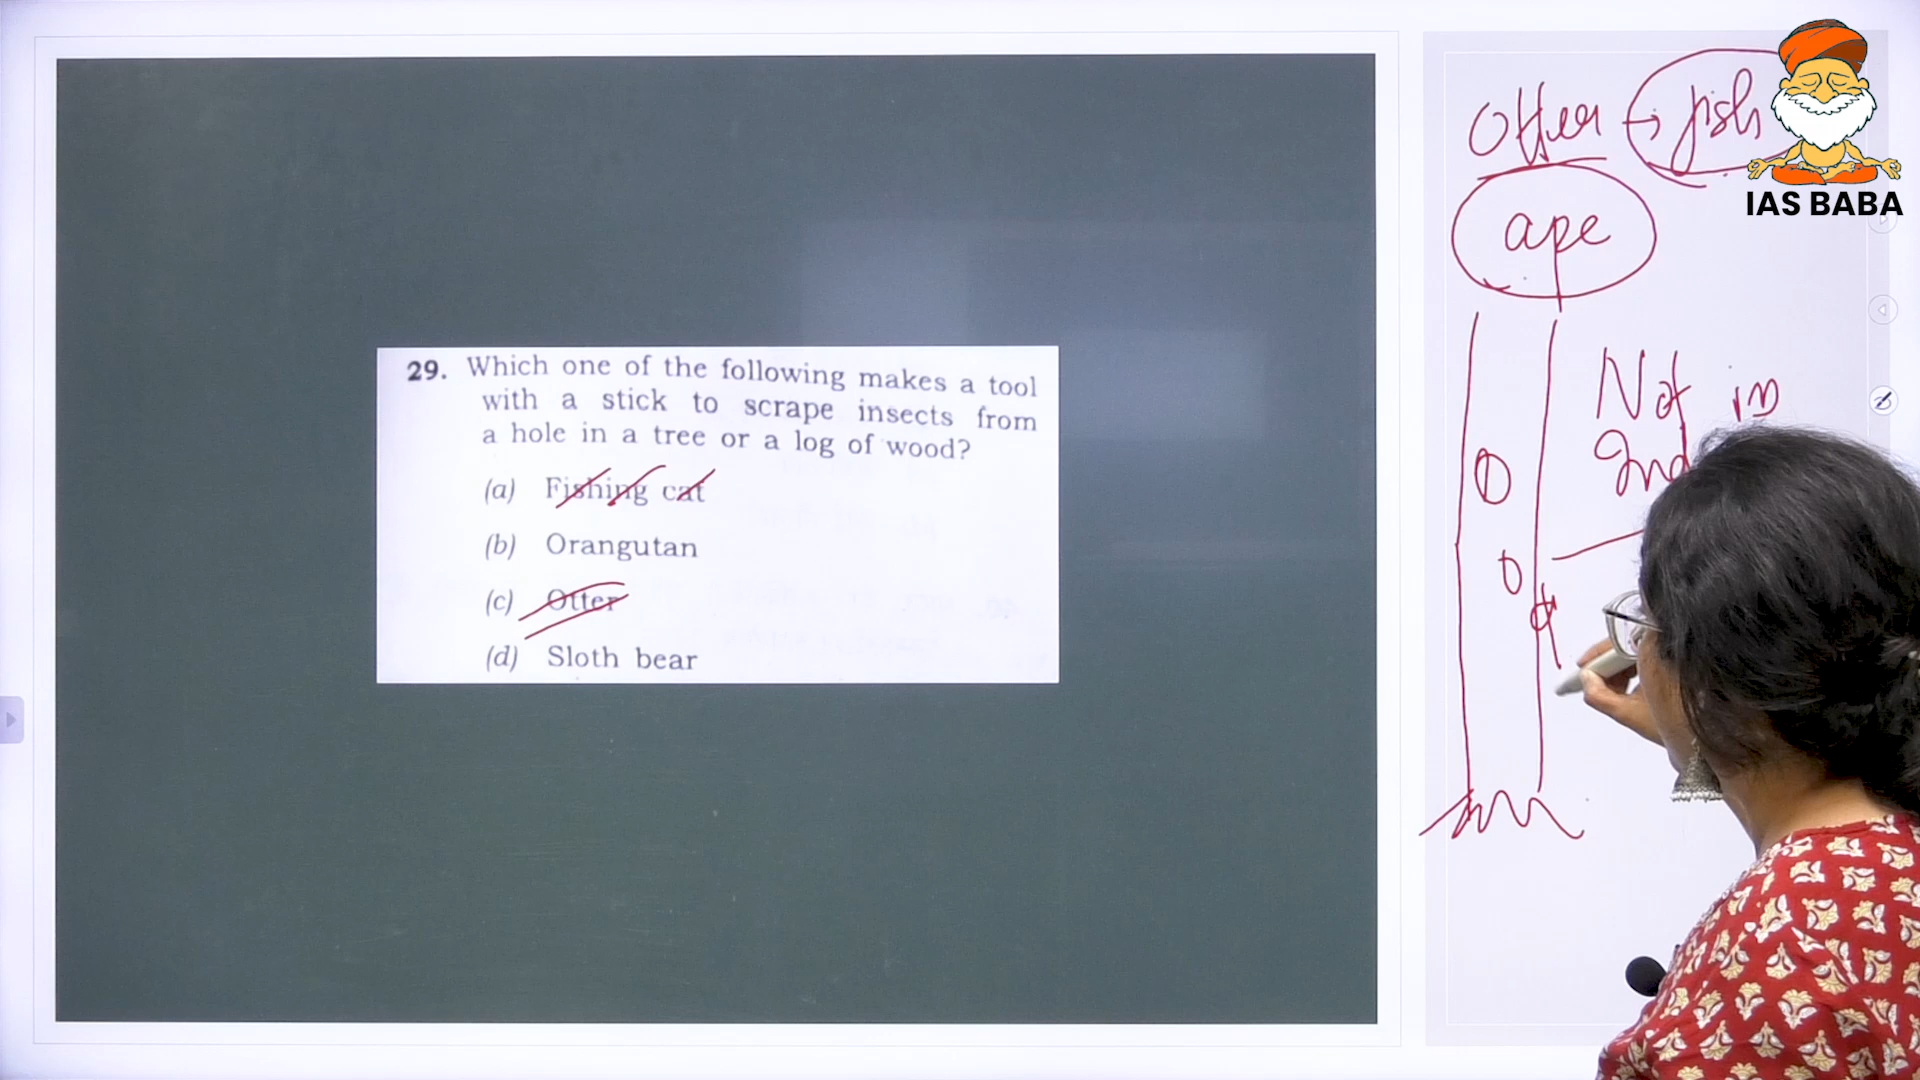 29. Which one of the following makes a tool
with a stick to scrape insects from
a hole in a tree or a log of wood?
(a) Fishing cat
(b) Orangutan
(c) Otter
(d) Sloth bear
Otter → fish
ape
Not in
Ind
IAS BABA